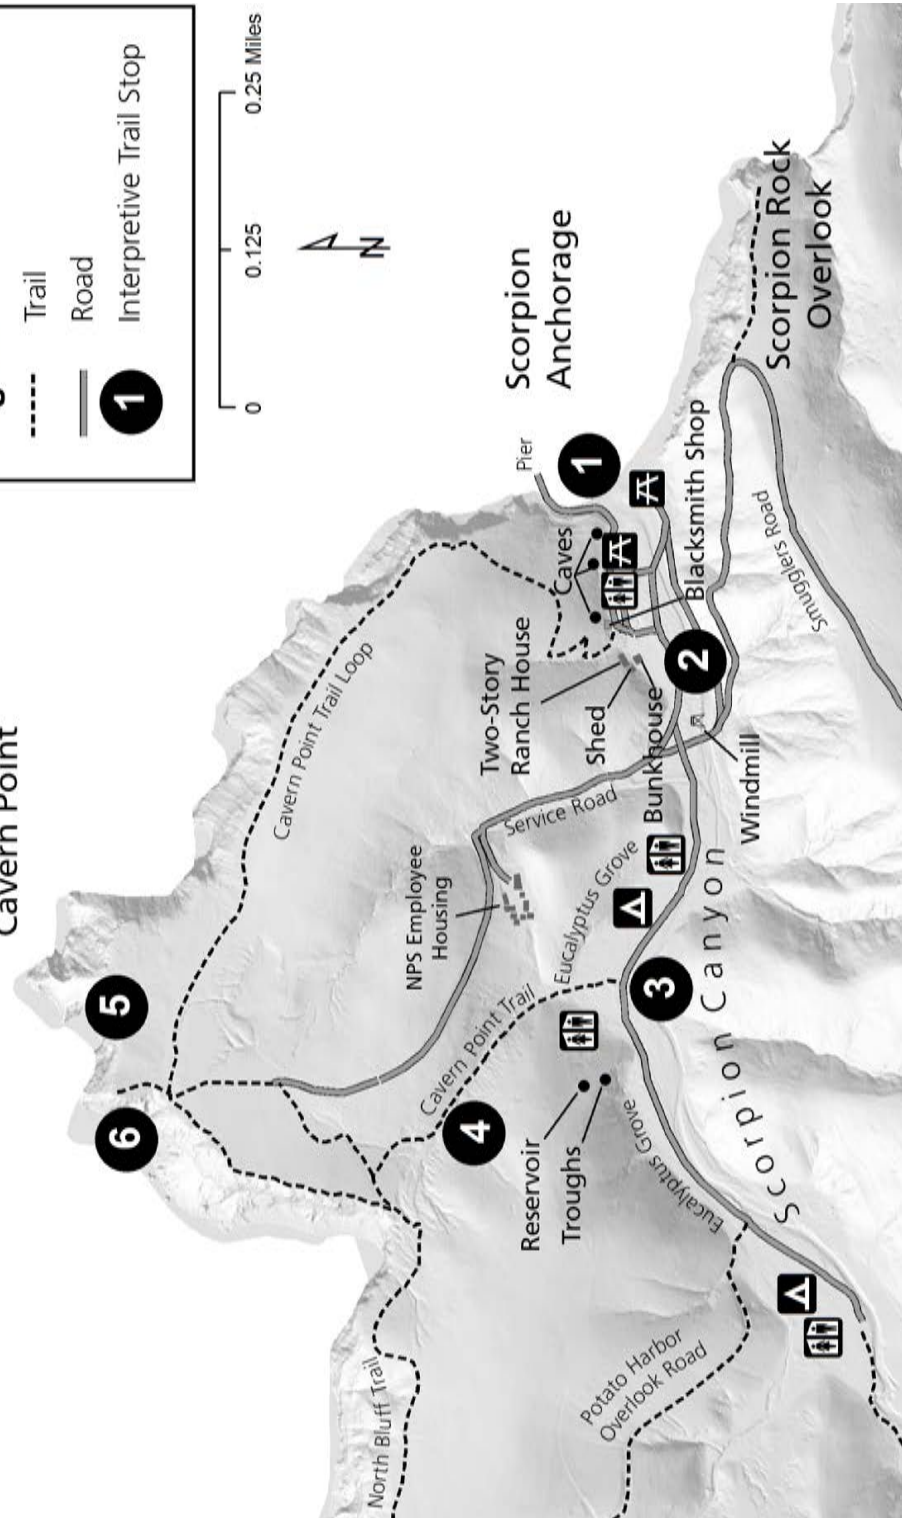 Cavern Point
Trail
Road
1
Interpretive Trail Stop
0
0.125
0.25 Miles
N
5
6
Cavern Point Trail Loop
Pier
1
Scorpion
Anchorage
Caves
Two-Story
Ranch House
Shed
Bunkhouse
Blacksmith Shop
2
Windmill
Service Road
NPS Employee
Housing
Eucalyptus Grove
Cavern Point Trail
3
4
Reservoir
Troughs
Eucalyptus Grove
Scorpion Canyon
Smugglers Road
Scorpion Rock
Overlook
North Bluff Trail
Potato Harbor
Overlook Road